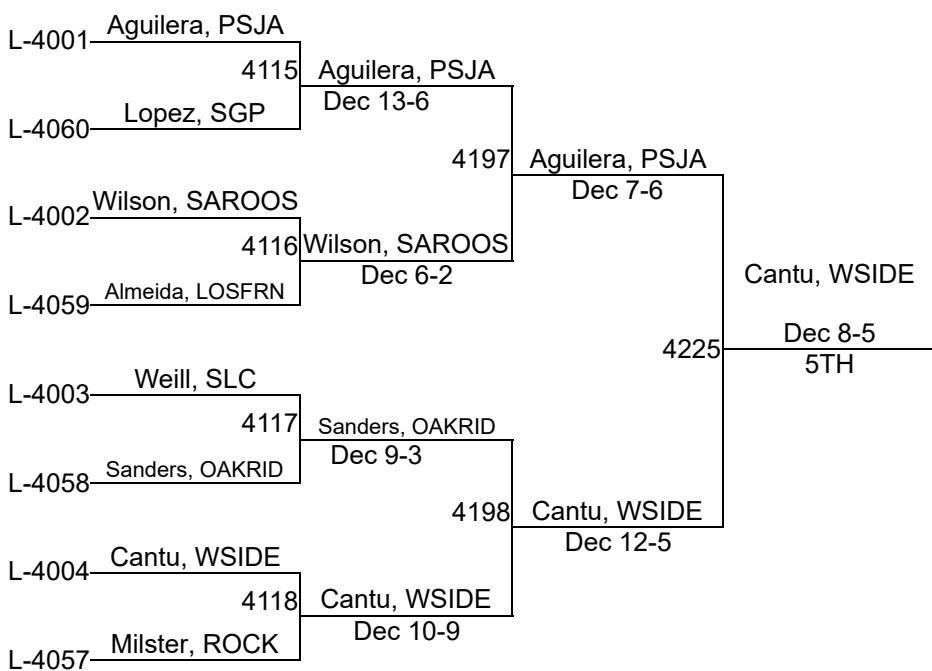 L-4001 Aguilera, PSJA
4115 Aguilera, PSJA
Dec 13-6
L-4060 Lopez, SGP
4197 Aguilera, PSJA
Dec 7-6
L-4002 Wilson, SAROOS
4116 Wilson, SAROOS
Dec 6-2
L-4059 Almeida, LOSFRN
Cantu, WSIDE
4225 Dec 8-5
5TH
L-4003 Weill, SLC
4117 Sanders, OAKRID
Dec 9-3
L-4058 Sanders, OAKRID
4198 Cantu, WSIDE
Dec 12-5
L-4004 Cantu, WSIDE
4118 Cantu, WSIDE
Dec 10-9
L-4057 Milster, ROCK